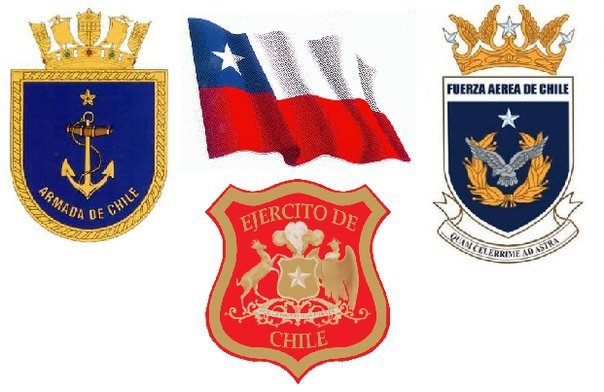 ARMADA DE CHILE
FUERZA AEREA DE CHILE
QUAM CELERRIME AD ASTRA
EJERCITO DE
CHILE